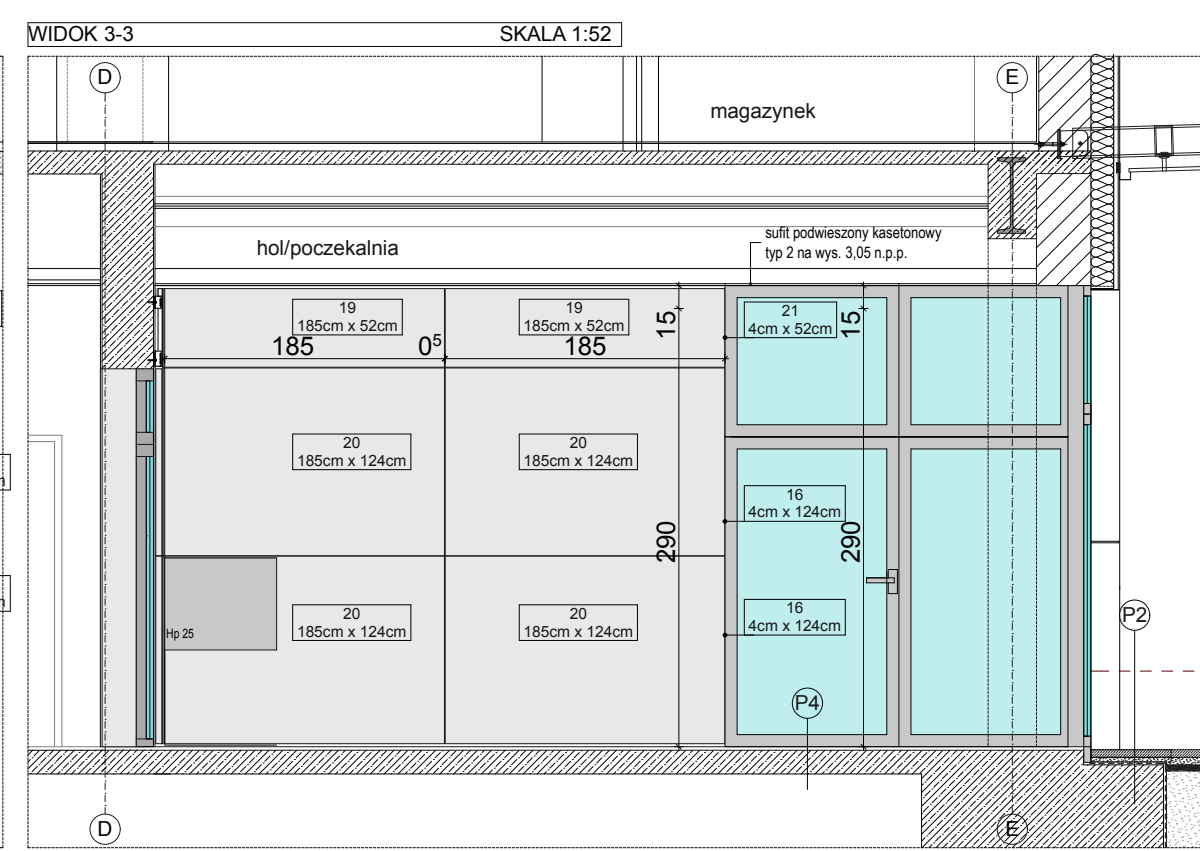 WIDOK 3-3 SKALA 1:52
D E
magazynek
hol/poczekalnia
sufit podwieszony kasetonowy
typ 2 na wys. 3,05 n.p.p.
19
185cm x 52cm
19
185cm x 52cm
21
4cm x 52cm
15
15
185 0⁵ 185
20
185cm x 124cm
20
185cm x 124cm
16
4cm x 124cm
290
290
20
185cm x 124cm
20
185cm x 124cm
16
4cm x 124cm
Hp 25
P2
P4
D E